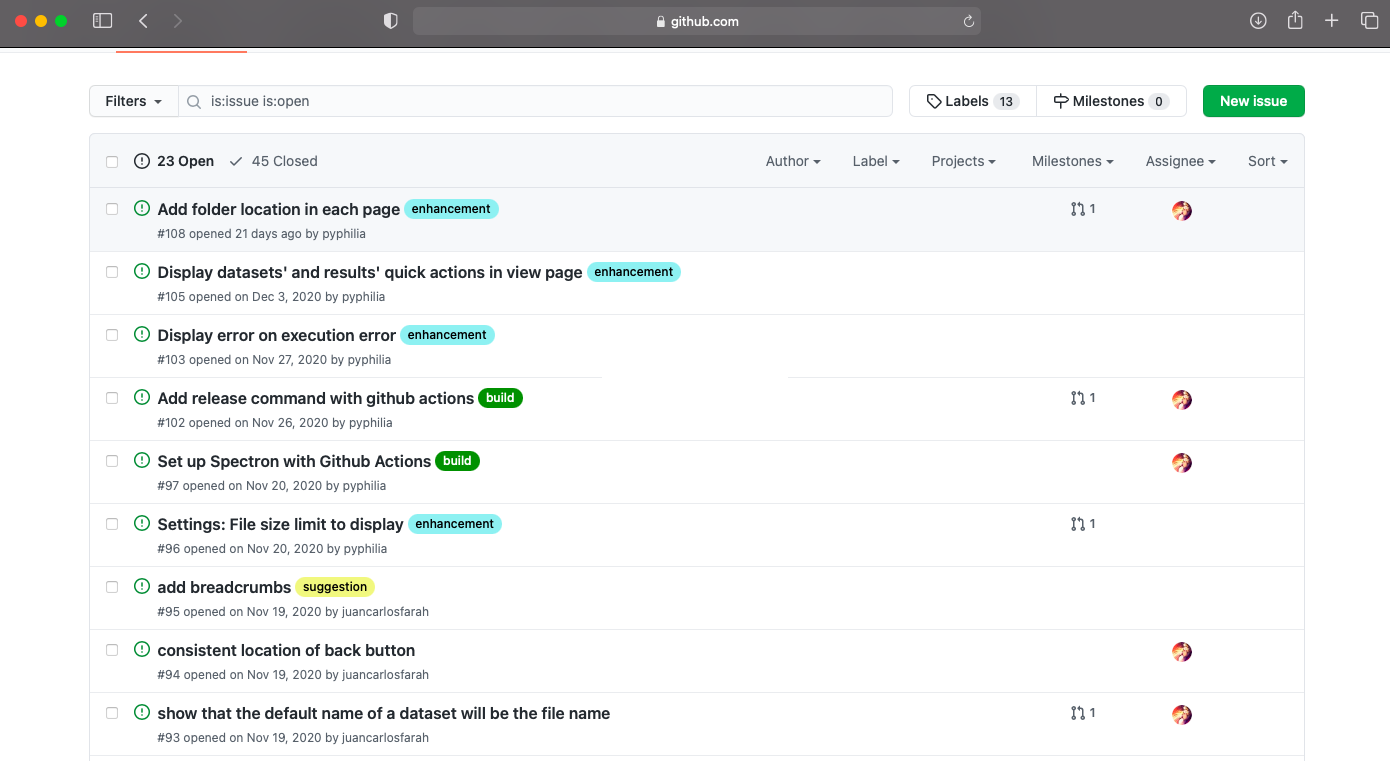 github.com
Filters
is:issue is:open
Labels 13
Milestones 0
New issue
23 Open
45 Closed
Author
Label
Projects
Milestones
Assignee
Sort
Add folder location in each page enhancement
1
#108 opened 21 days ago by pyphilia
Display datasets' and results' quick actions in view page enhancement
#105 opened on Dec 3, 2020 by pyphilia
Display error on execution error enhancement
#103 opened on Nov 27, 2020 by pyphilia
Add release command with github actions build
1
#102 opened on Nov 26, 2020 by pyphilia
Set up Spectron with Github Actions build
#97 opened on Nov 20, 2020 by pyphilia
Settings: File size limit to display enhancement
1
#96 opened on Nov 20, 2020 by pyphilia
add breadcrumbs suggestion
#95 opened on Nov 19, 2020 by juancarlosfarah
consistent location of back button
#94 opened on Nov 19, 2020 by juancarlosfarah
show that the default name of a dataset will be the file name
1
#93 opened on Nov 19, 2020 by juancarlosfarah